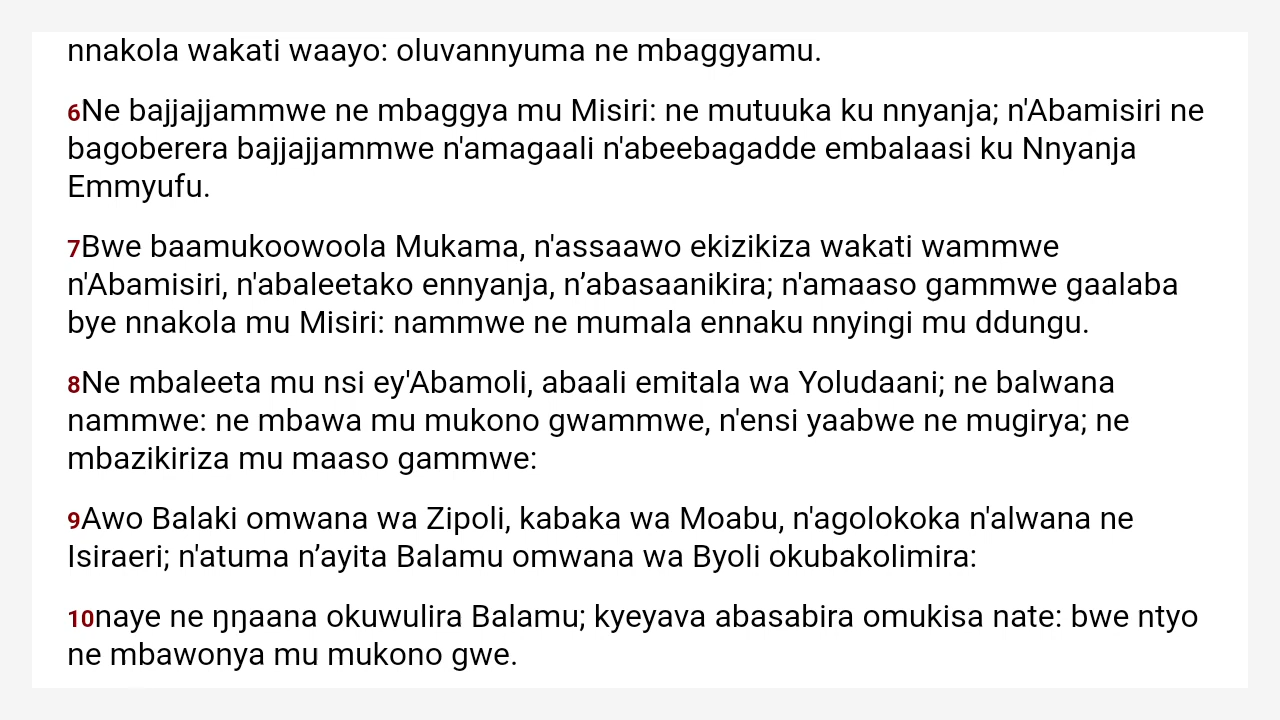 nnakola wakati waayo: oluvannyuma ne mbaggyamu.
6Ne bajjajjammwe ne mbaggya mu Misiri: ne mutuuka ku nnyanja; n'Abamisiri ne
bagoberera bajjajjammwe n'amagaali n'abeebagadde embalaasi ku Nnyanja
Emmyufu.
7Bwe baamukoowoola Mukama, n'assaawo ekizikiza wakati wammwe
n'Abamisiri, n'abaleetako ennyanja, n’abasaanikira; n'amaaso gammwe gaalaba
bye nnakola mu Misiri: nammwe ne mumala ennaku nnyingi mu ddungu.
8Ne mbaleeta mu nsi ey'Abamoli, abaali emitala wa Yoludaani; ne balwana
nammwe: ne mbawa mu mukono gwammwe, n'ensi yaabwe ne mugirya; ne
mbazikiriza mu maaso gammwe:
9Awo Balaki omwana wa Zipoli, kabaka wa Moabu, n'agolokoka n'alwana ne
Isiraeri; n'atuma n’ayita Balamu omwana wa Byoli okubakolimira:
10naye ne ŋŋaana okuwulira Balamu; kyeyava abasabira omukisa nate: bwe ntyo
ne mbawonya mu mukono gwe.